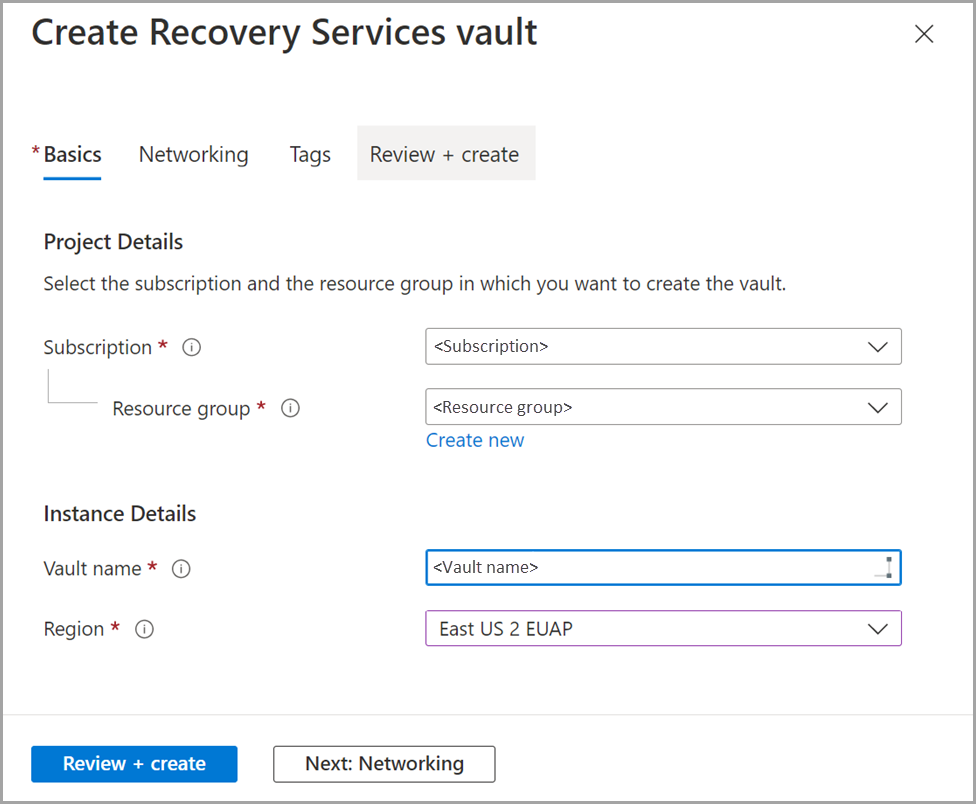 Create Recovery Services vault
* Basics Networking Tags Review + create
Project Details
Select the subscription and the resource group in which you want to create the vault.
Subscription * <Subscription>
Resource group * <Resource group>
Create new
Instance Details
Vault name * <Vault name>
Region * East US 2 EUAP
Review + create Next: Networking